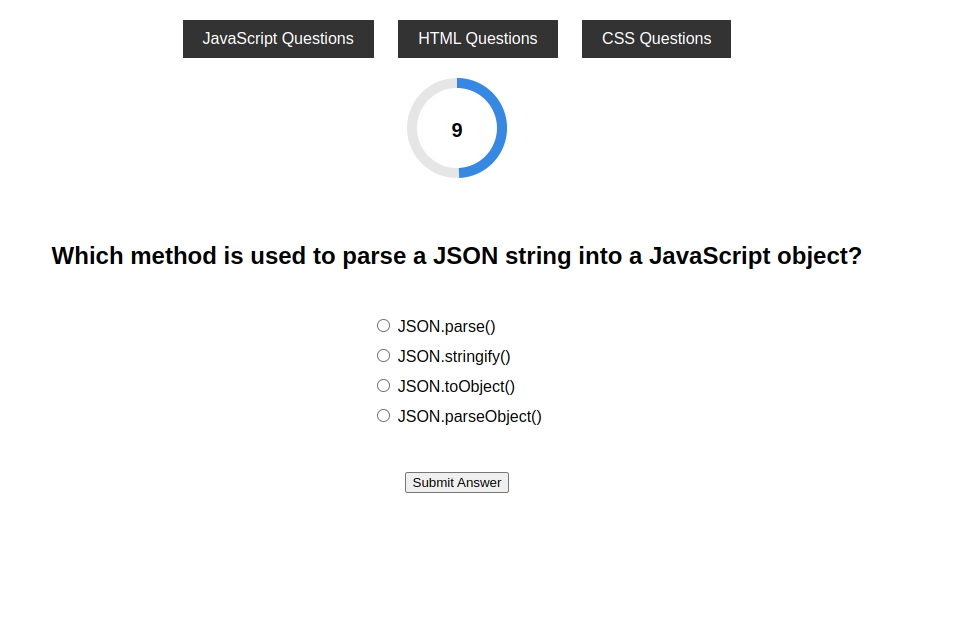 JavaScript Questions HTML Questions CSS Questions
9
Which method is used to parse a JSON string into a JavaScript object?
JSON.parse()
JSON.stringify()
JSON.toObject()
JSON.parseObject()
Submit Answer